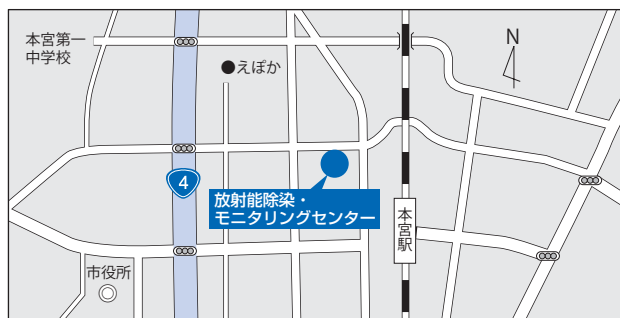 本宮第一
中学校
●えぽか
N
4
放射能除染・
モニタリングセンター
本宮駅
市役所